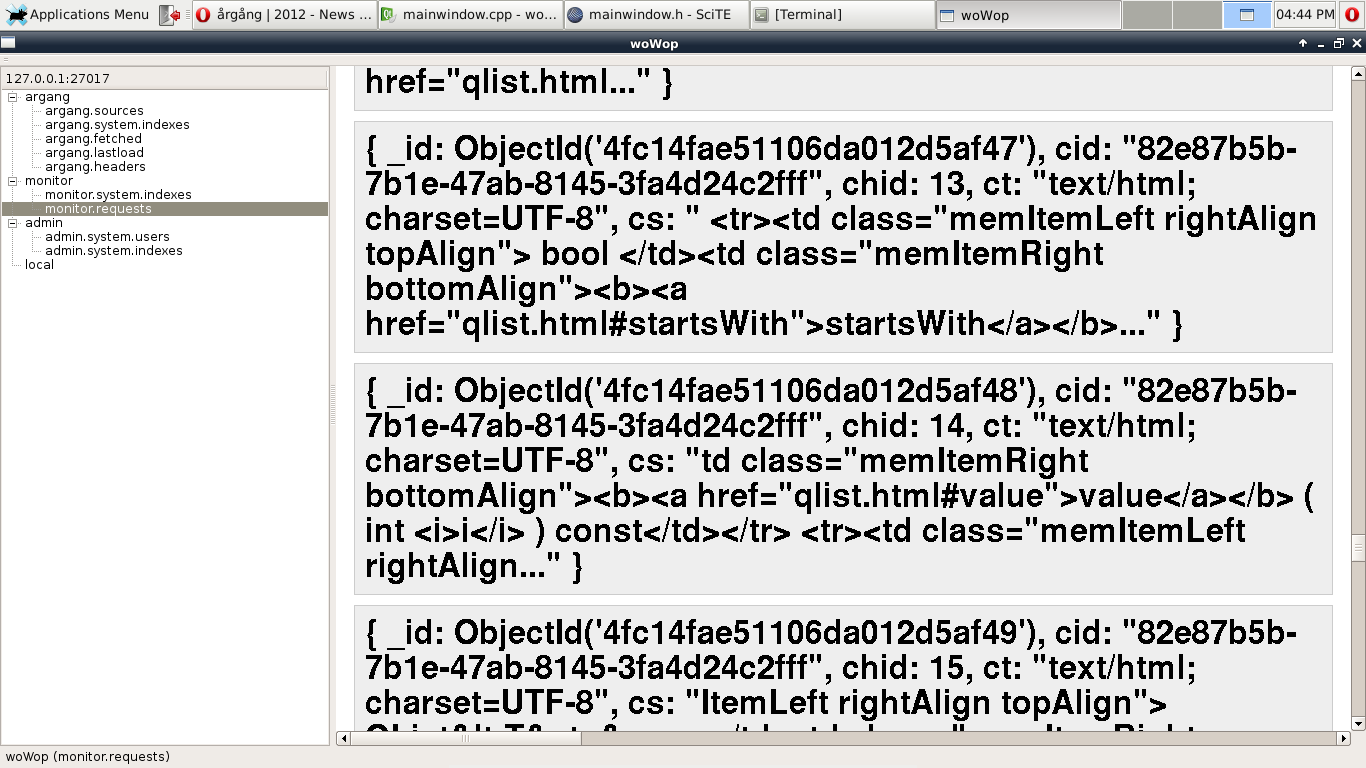 Applications Menu
årgång | 2012 - News ...
mainwindow.cpp - wo...
mainwindow.h - SciTE
[Terminal]
woWop
04:44 PM
woWop
127.0.0.1:27017
argang
argang.sources
argang.system.indexes
argang.fetched
argang.lastload
argang.headers
monitor
monitor.system.indexes
monitor.requests
admin
admin.system.users
admin.system.indexes
local
href="qlist.html..." }
{ _id: ObjectId('4fc14fae51106da012d5af47'), cid: "82e87b5b-
7b1e-47ab-8145-3fa4d24c2fff", chid: 13, ct: "text/html;
charset=UTF-8", cs: " <tr><td class="memItemLeft rightAlign
topAlign"> bool </td><td class="memItemRight
bottomAlign"><b><a
href="qlist.html#startsWith">startsWith</a></b>..." }
{ _id: ObjectId('4fc14fae51106da012d5af48'), cid: "82e87b5b-
7b1e-47ab-8145-3fa4d24c2fff", chid: 14, ct: "text/html;
charset=UTF-8", cs: "td class="memItemRight
bottomAlign"><b><a href="qlist.html#value">value</a></b> (
int <i>i</i> ) const</td></tr> <tr><td class="memItemLeft
rightAlign..." }
{ _id: ObjectId('4fc14fae51106da012d5af49'), cid: "82e87b5b-
7b1e-47ab-8145-3fa4d24c2fff", chid: 15, ct: "text/html;
charset=UTF-8", cs: "ItemLeft rightAlign topAlign">
woWop (monitor.requests)